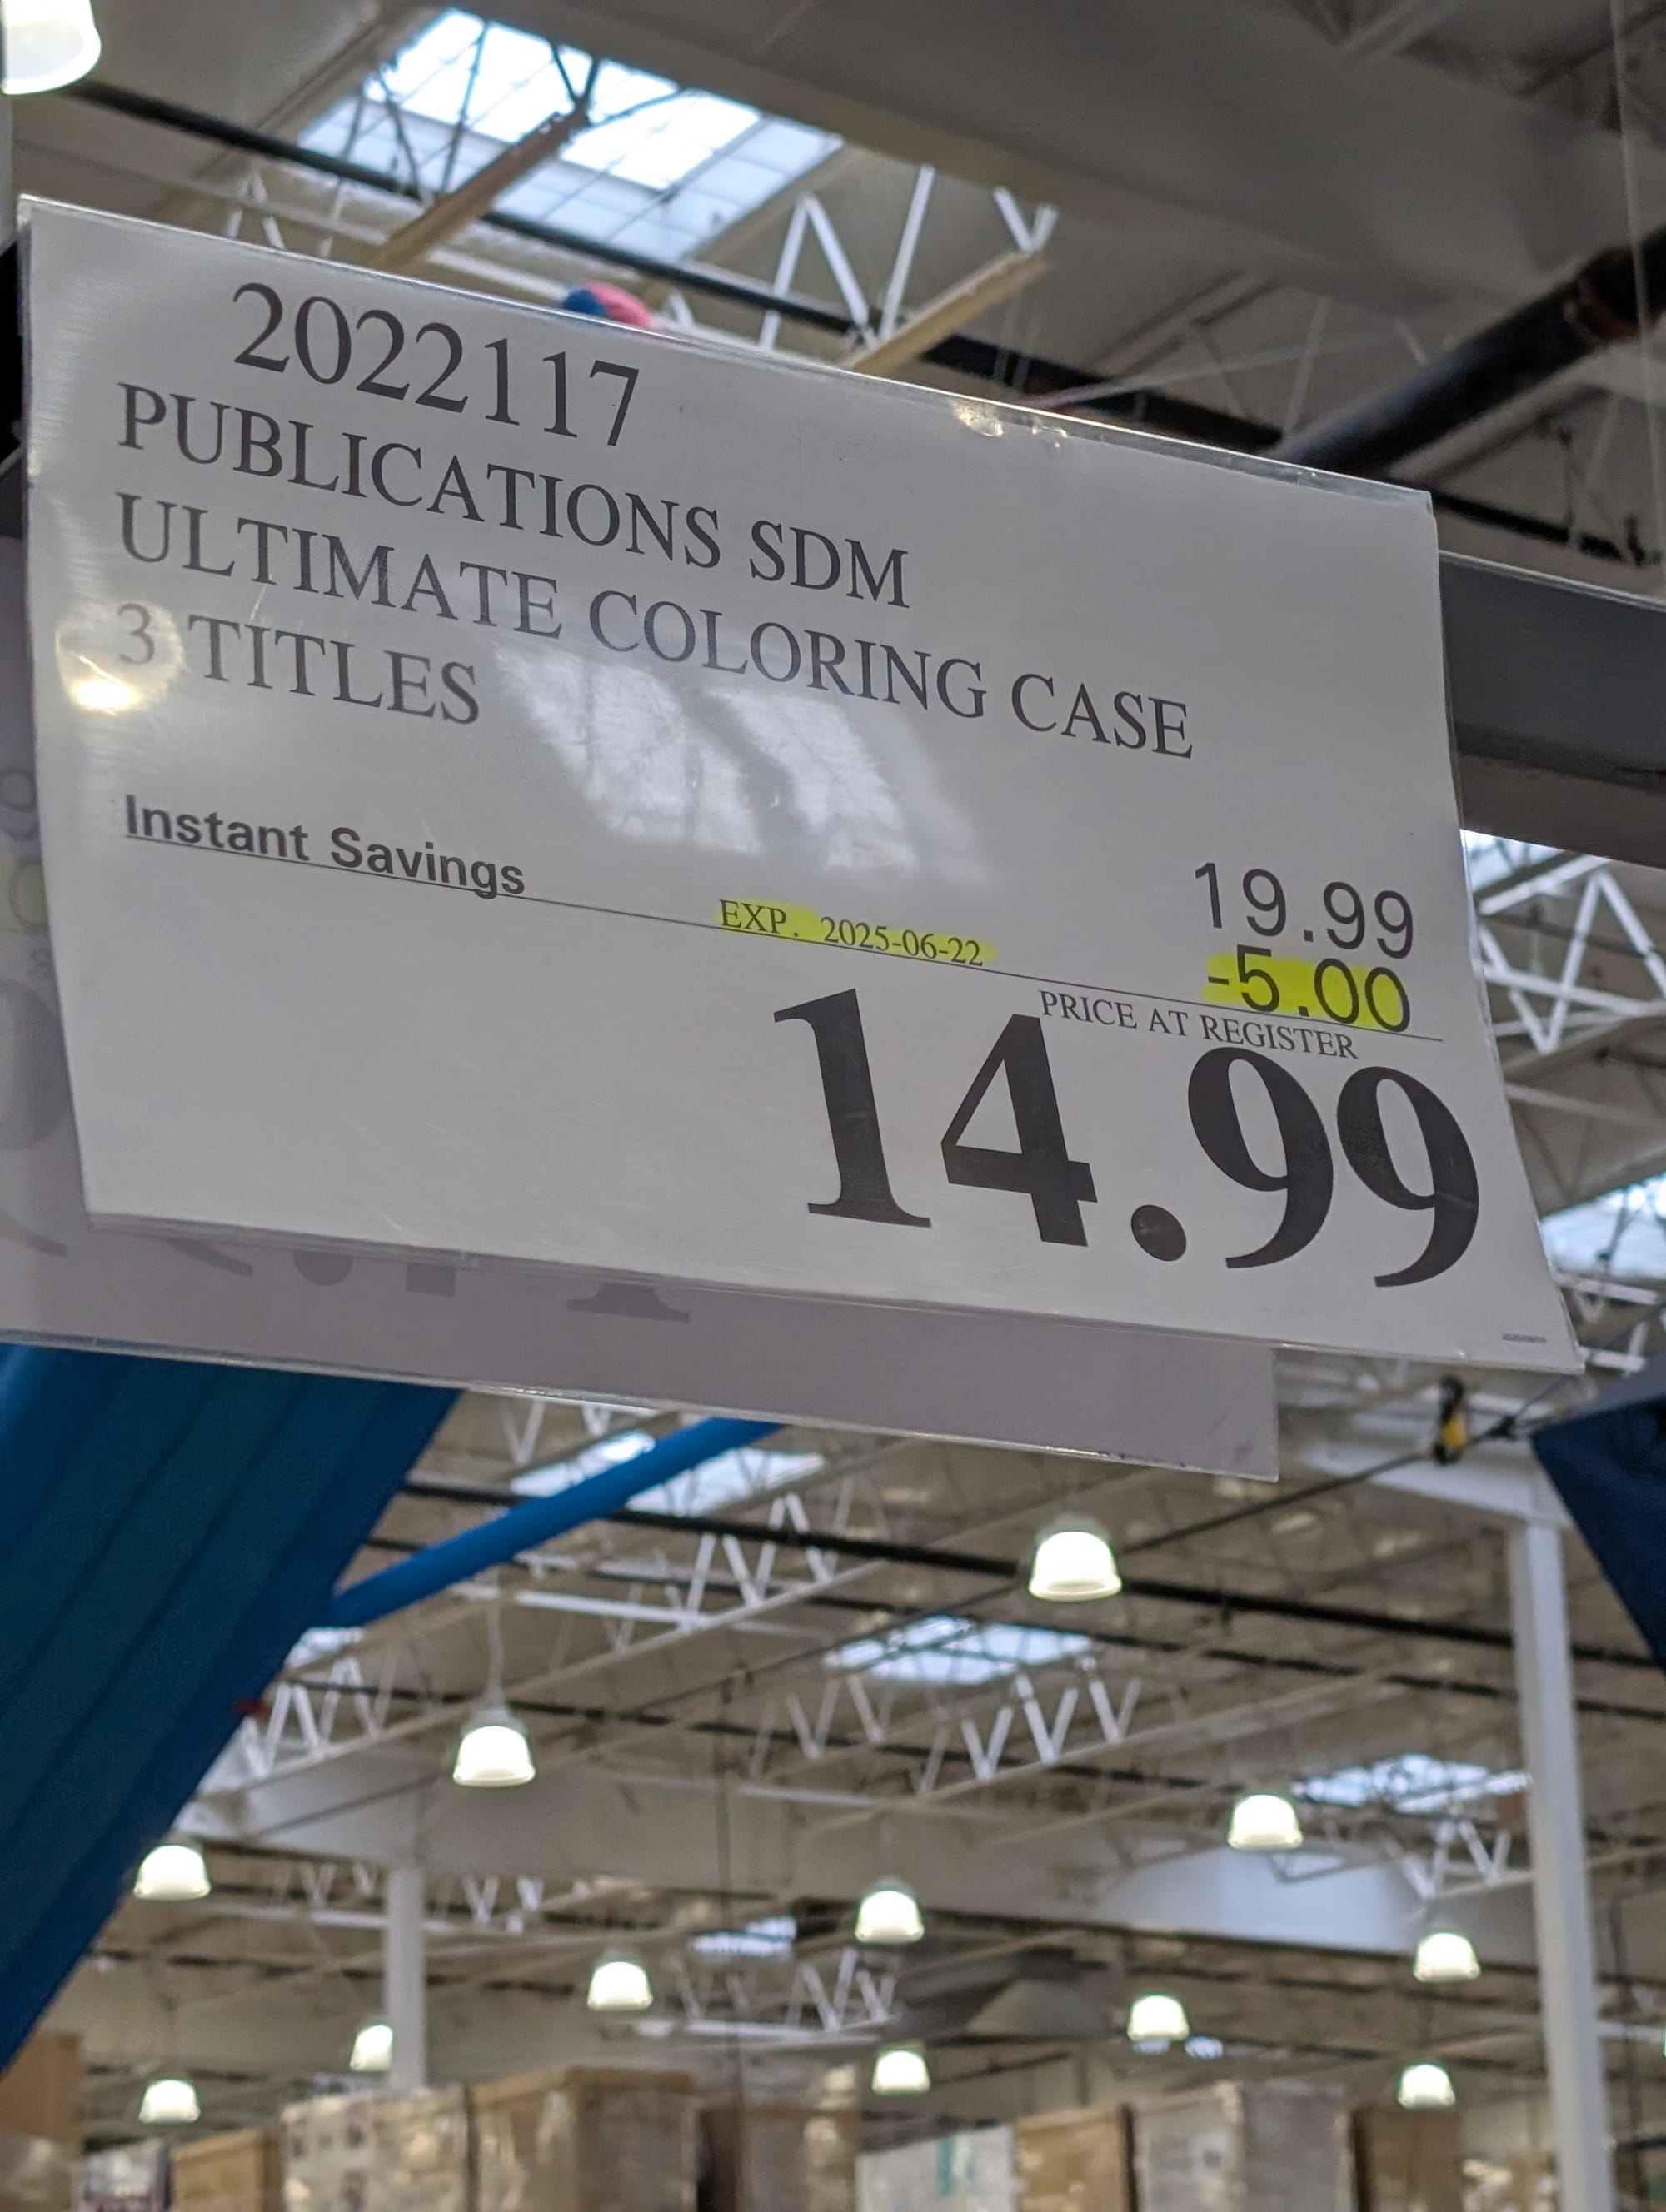 2022117
PUBLICATIONS SDM
ULTIMATE COLORING CASE
3 TITLES
19.99
Instant Savings EXP. 2025-06-22 -5.00
PRICE AT REGISTER
14.99